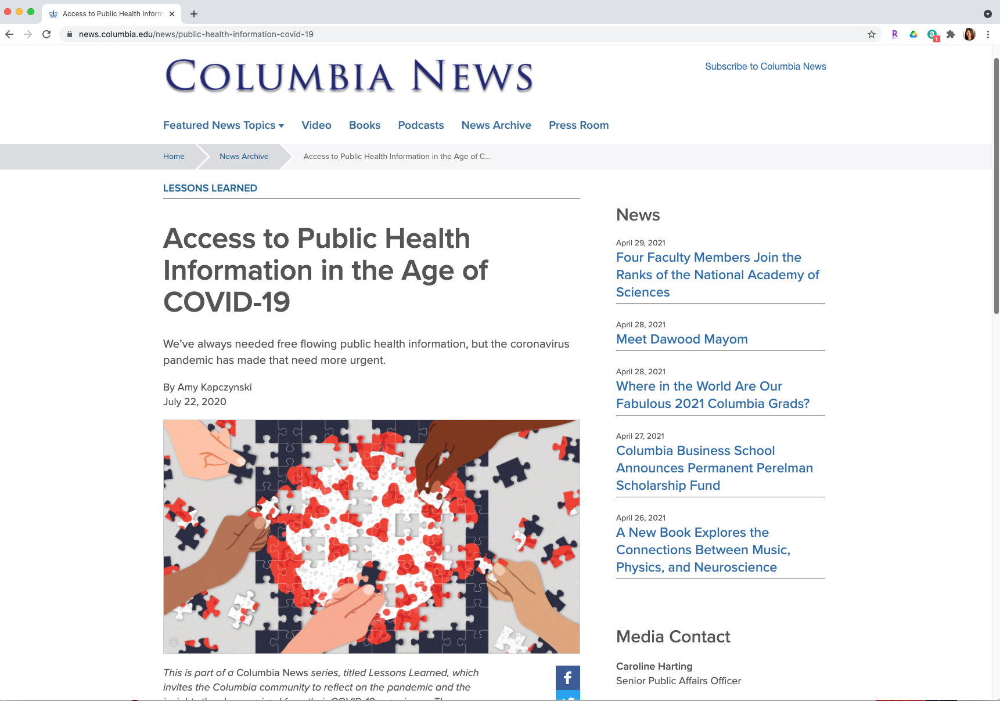 Access to Public Health Inform
news.columbia.edu/news/public-health-information-covid-19
R
a
1
COLUMBIA NEWS
Subscribe to Columbia News
Featured News Topics Video Books Podcasts News Archive Press Room
Home News Archive Access to Public Health Information in the Age of C...
LESSONS LEARNED
Access to Public Health
Information in the Age of
COVID-19
We’ve always needed free flowing public health information, but the coronavirus
pandemic has made that need more urgent.
By Amy Kapczynski
July 22, 2020
This is part of a Columbia News series, titled Lessons Learned, which
invites the Columbia community to reflect on the pandemic and the
f
News
April 29, 2021
Four Faculty Members Join the
Ranks of the National Academy of
Sciences
April 28, 2021
Meet Dawood Mayom
April 28, 2021
Where in the World Are Our
Fabulous 2021 Columbia Grads?
April 27, 2021
Columbia Business School
Announces Permanent Perelman
Scholarship Fund
April 26, 2021
A New Book Explores the
Connections Between Music,
Physics, and Neuroscience
Media Contact
Caroline Harting
Senior Public Affairs Officer